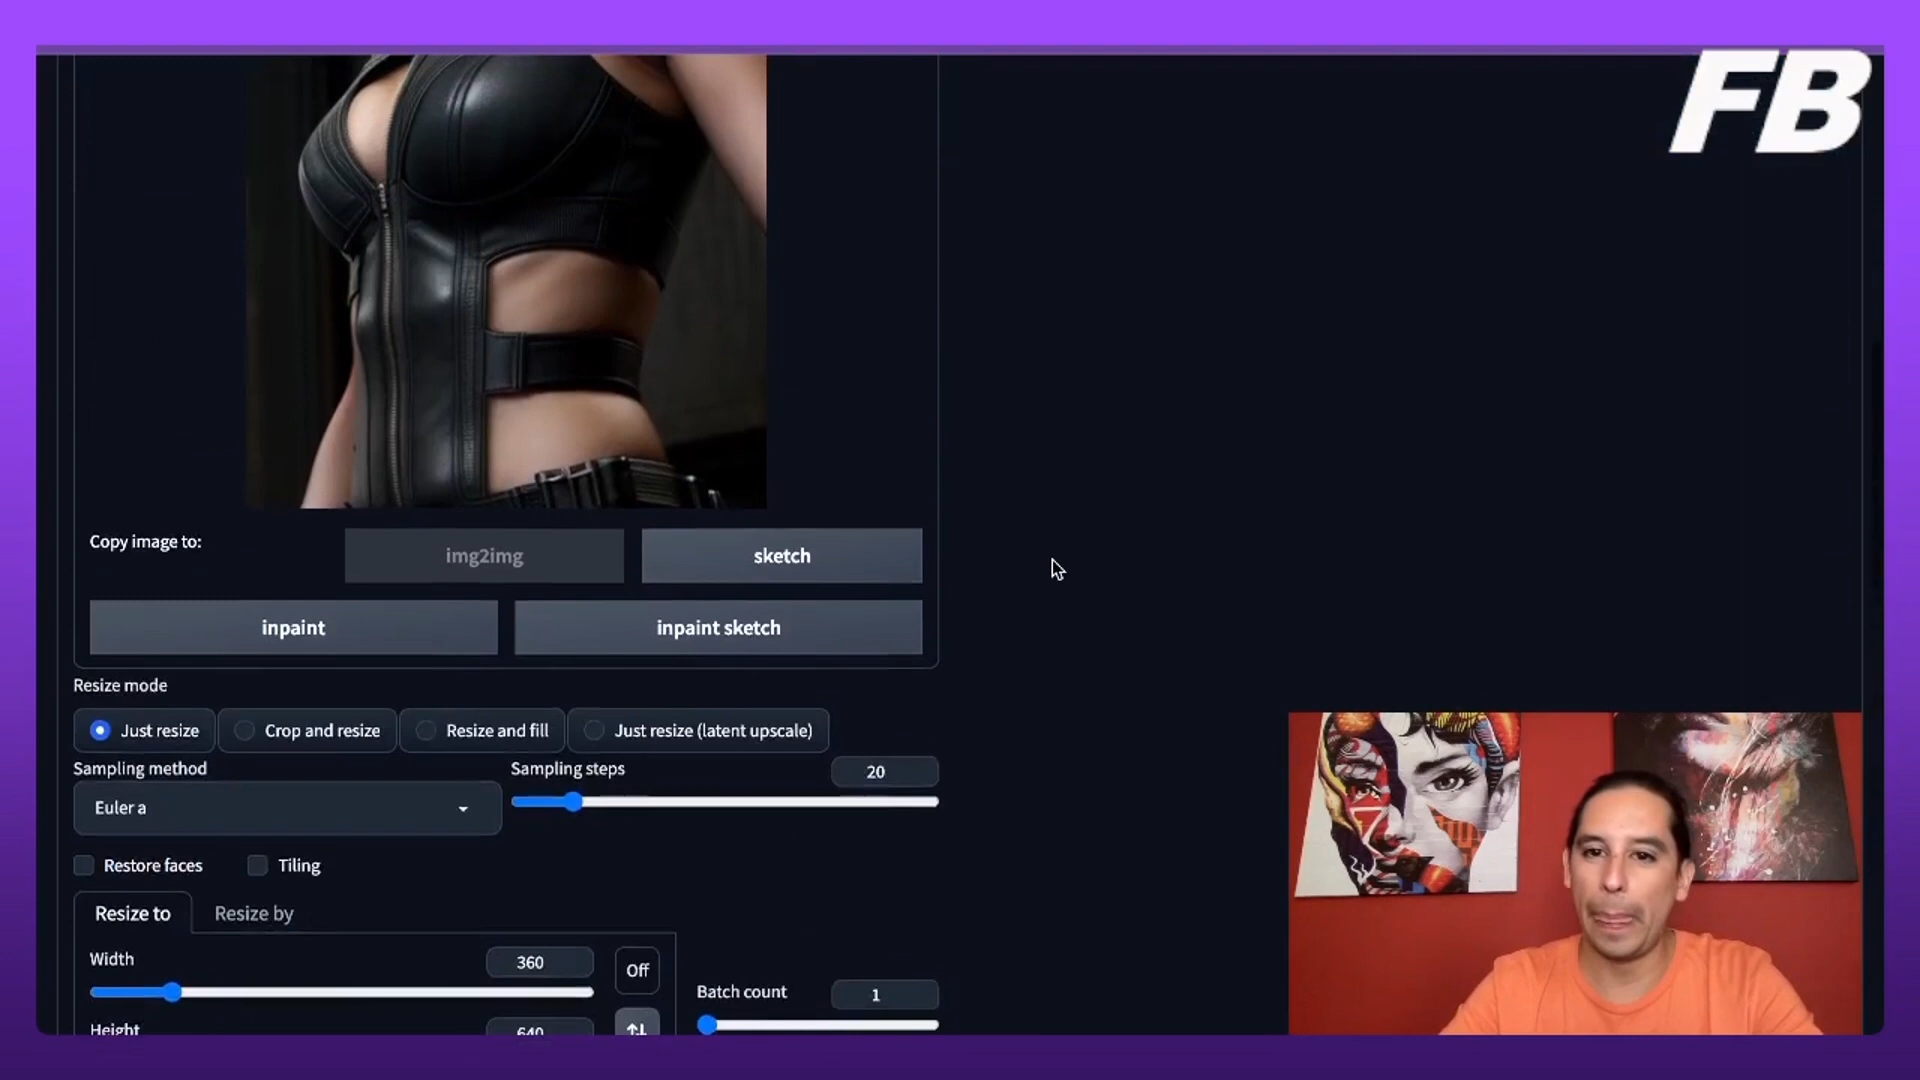 FB
Copy image to:
img2img
sketch
inpaint
inpaint sketch
Resize mode
Just resize
Crop and resize
Resize and fill
Just resize (latent upscale)
Sampling method
Sampling steps
20
Euler a
Restore faces
Tiling
Resize to
Resize by
Width
360
Off
Batch count
1
Height
640